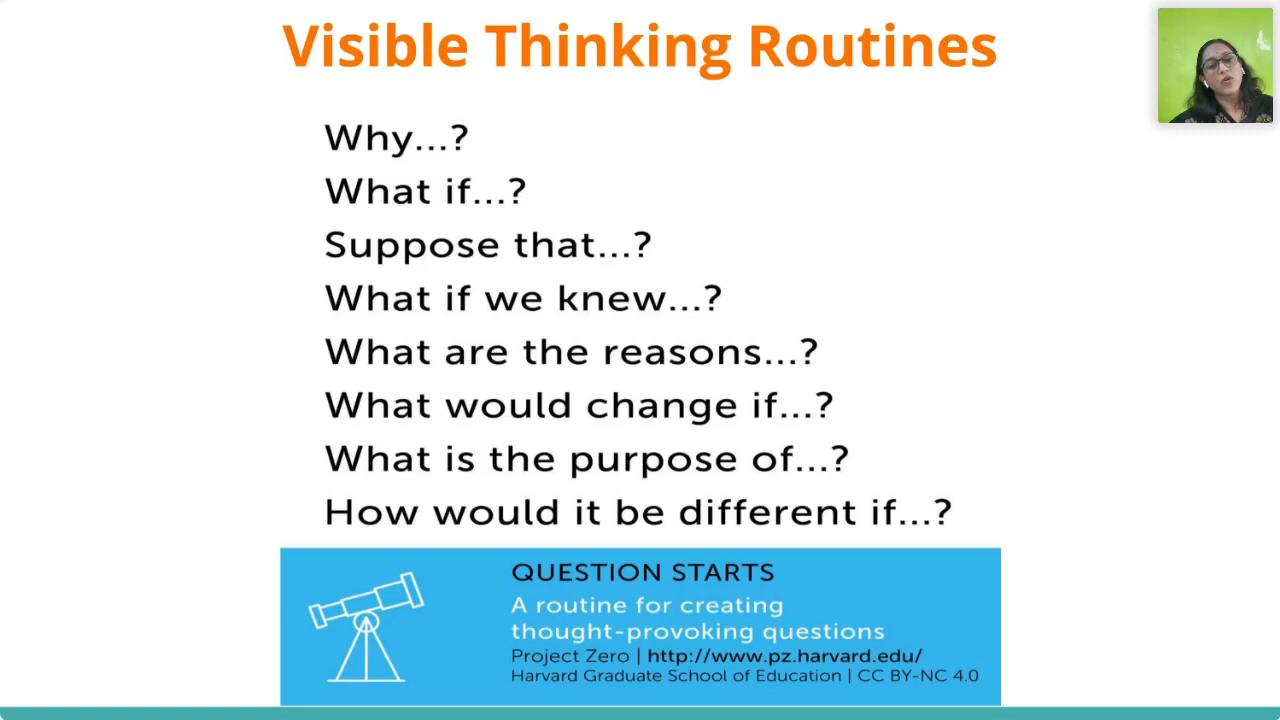 Visible Thinking Routines
Why...?
What if...?
Suppose that...?
What if we knew...?
What are the reasons...?
What would change if...?
What is the purpose of...?
How would it be different if...?
QUESTION STARTS
A routine for creating
thought-provoking questions
Project Zero | http://www.pz.harvard.edu/
Harvard Graduate School of Education | CC BY-NC 4.0